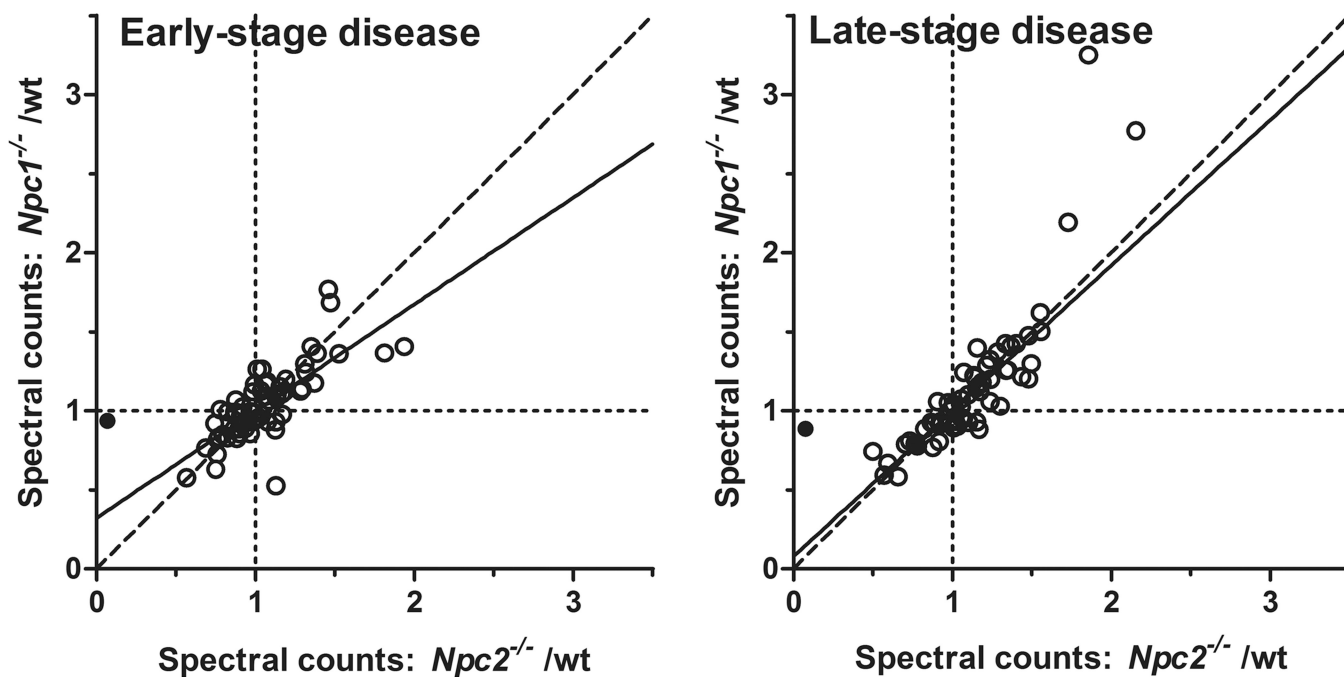 Early-stage disease
Spectral counts: Npc1-/- /wt
3
2
1
0
0 1 2 3
Spectral counts: Npc2-/- /wt
Late-stage disease
Spectral counts: Npc1-/- /wt
3
2
1
0
0 1 2 3
Spectral counts: Npc2-/- /wt